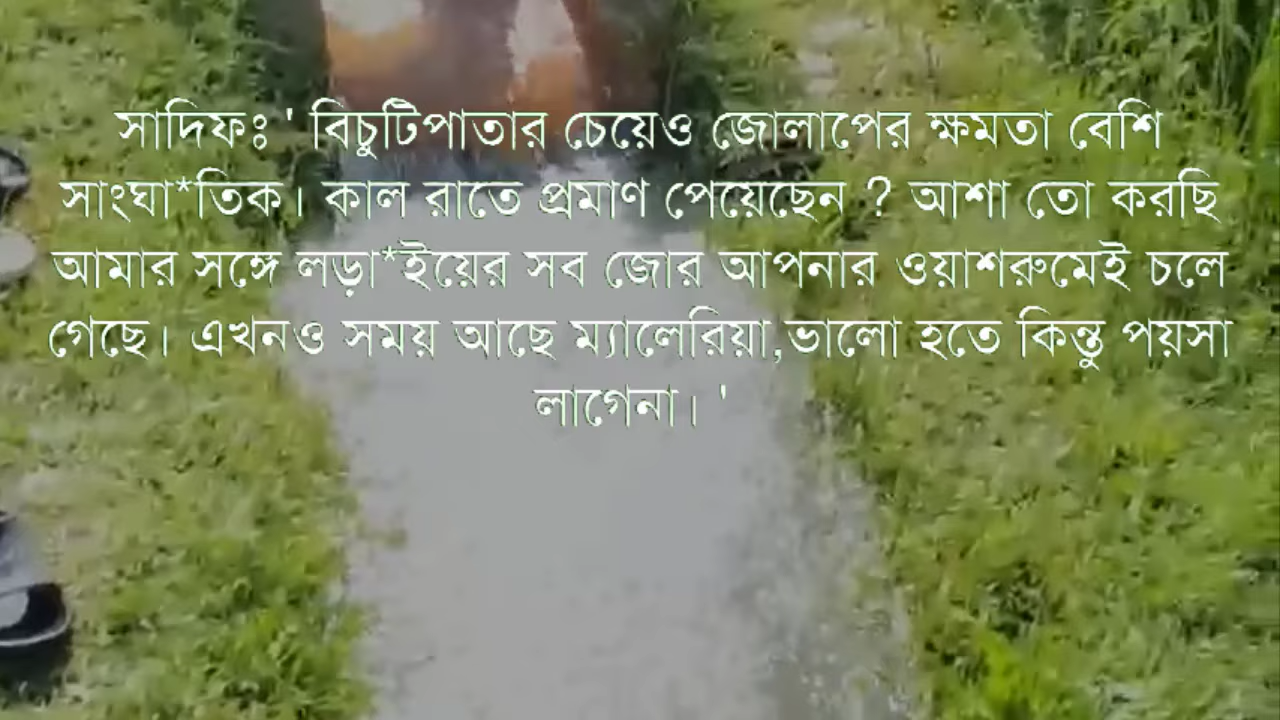 সাদিফঃ ' বিচুটিপাতার চেয়েও জোলাপের ক্ষমতা বেশি
সাংঘা*তিক। কাল রাতে প্রমাণ পেয়েছেন ? আশা তো করছি
আমার সঙ্গে লড়া*ইয়ের সব জোর আপনার ওয়াশরুমেই চলে
গেছে। এখনও সময় আছে ম্যালেরিয়া,ভালো হতে কিন্তু পয়সা
লাগেনা। '